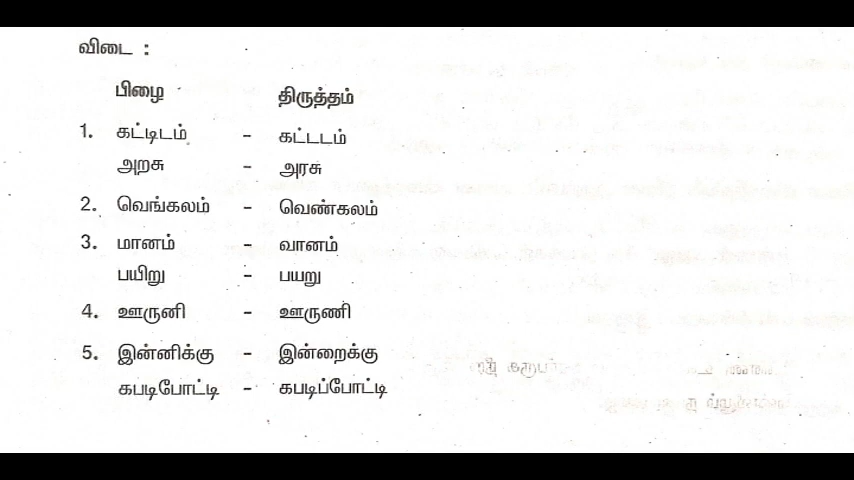 விடை :
பிழை திருத்தம்
1. கட்டிடம் - கட்டடம்
அறசு - அரசு
2. வெங்கலம் - வெண்கலம்
3. மானம் - வானம்
பயிறு - பயறு
4. ஊருனி - ஊருணி
5. இன்னிக்கு - இன்றைக்கு
கபடிபோட்டி - கபடிப்போட்டி